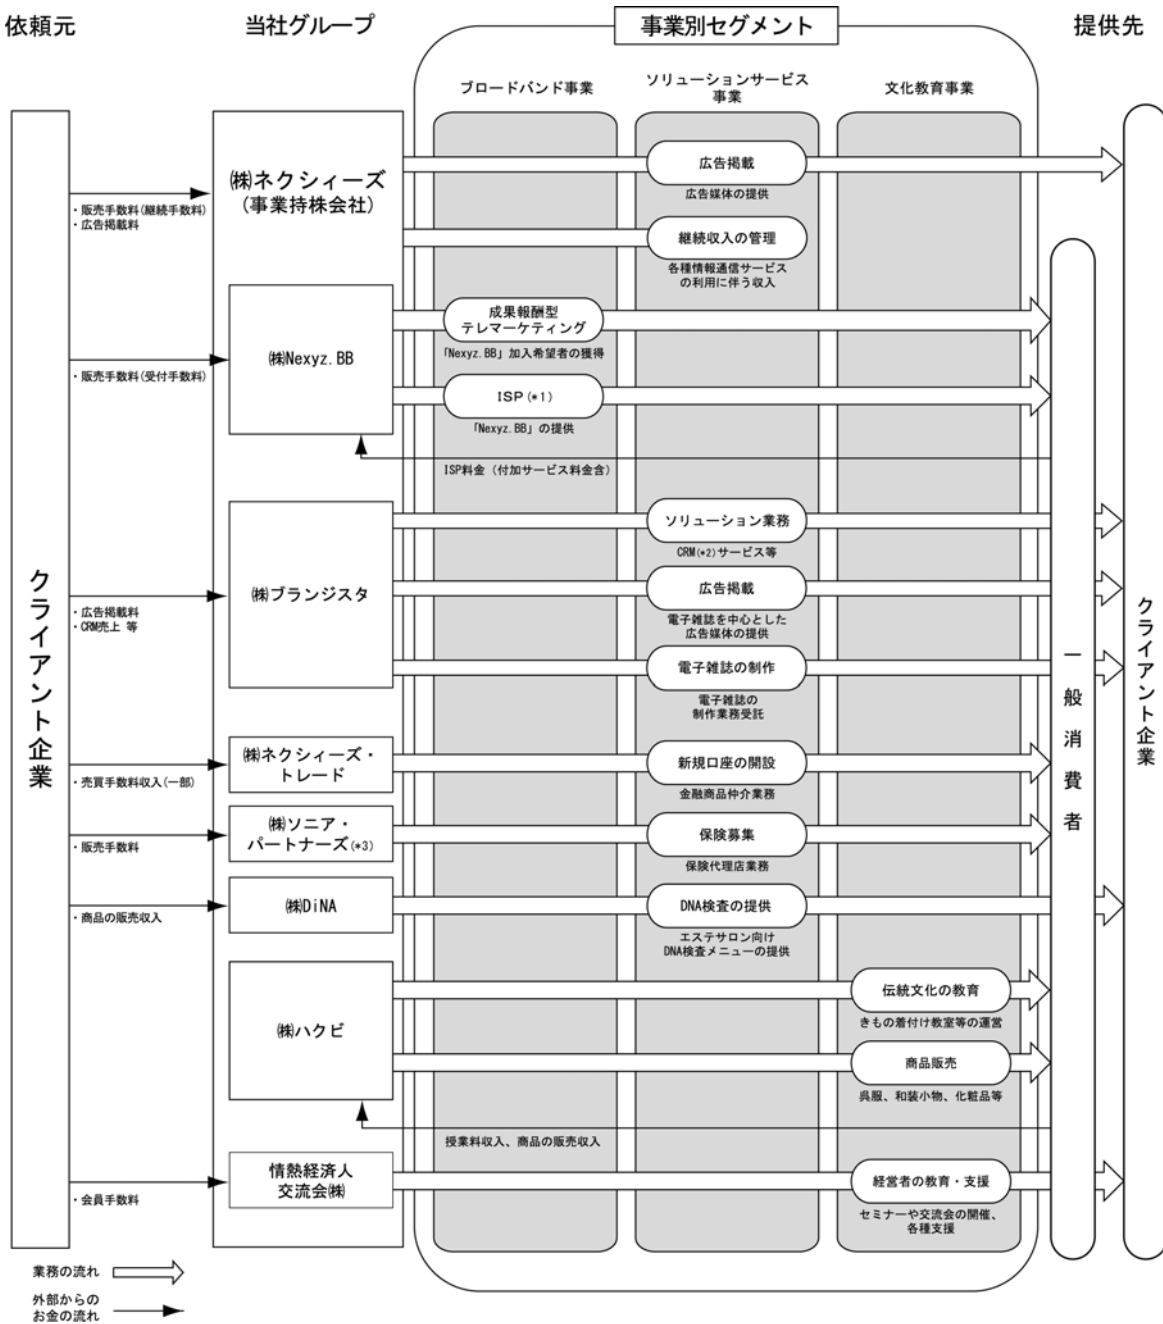 依頼元
当社グループ
事業別セグメント
提供先
ブロードバンド事業
ソリューションサービス
事業
文化教育事業
クライアント企業
・販売手数料(継続手数料)
・広告掲載料
㈱ネクシィーズ
(事業持株会社)
広告掲載
広告媒体の提供
継続収入の管理
各種情報通信サービス
の利用に伴う収入
・販売手数料(受付手数料)
㈱Nexyz.BB
成果報酬型
テレマーケティング
「Nexyz.BB」加入希望者の獲得
ISP(*1)
「Nexyz.BB」の提供
ISP料金（付加サービス料金含）
・広告掲載料
・CRM売上 等
㈱ブランジスタ
ソリューション業務
CRM(*2)サービス等
広告掲載
電子雑誌を中心とした
広告媒体の提供
電子雑誌の制作
電子雑誌の
制作業務受託
・売買手数料収入(一部)
㈱ネクシィーズ・
トレード
新規口座の開設
金融商品仲介業務
・販売手数料
㈱ソニア・
パートナーズ(*3)
保険募集
保険代理店業務
・商品の販売収入
㈱DiNA
DNA検査の提供
エステサロン向け
DNA検査メニューの提供
㈱ハクビ
伝統文化の教育
きもの着付け教室等の運営
商品販売
呉服、和装小物、化粧品等
授業料収入、商品の販売収入
・会員手数料
情熱経済人
交流会㈱
経営者の教育・支援
セミナーや交流会の開催、
各種支援
一般消費者
クライアント企業
業務の流れ
外部からの
お金の流れ